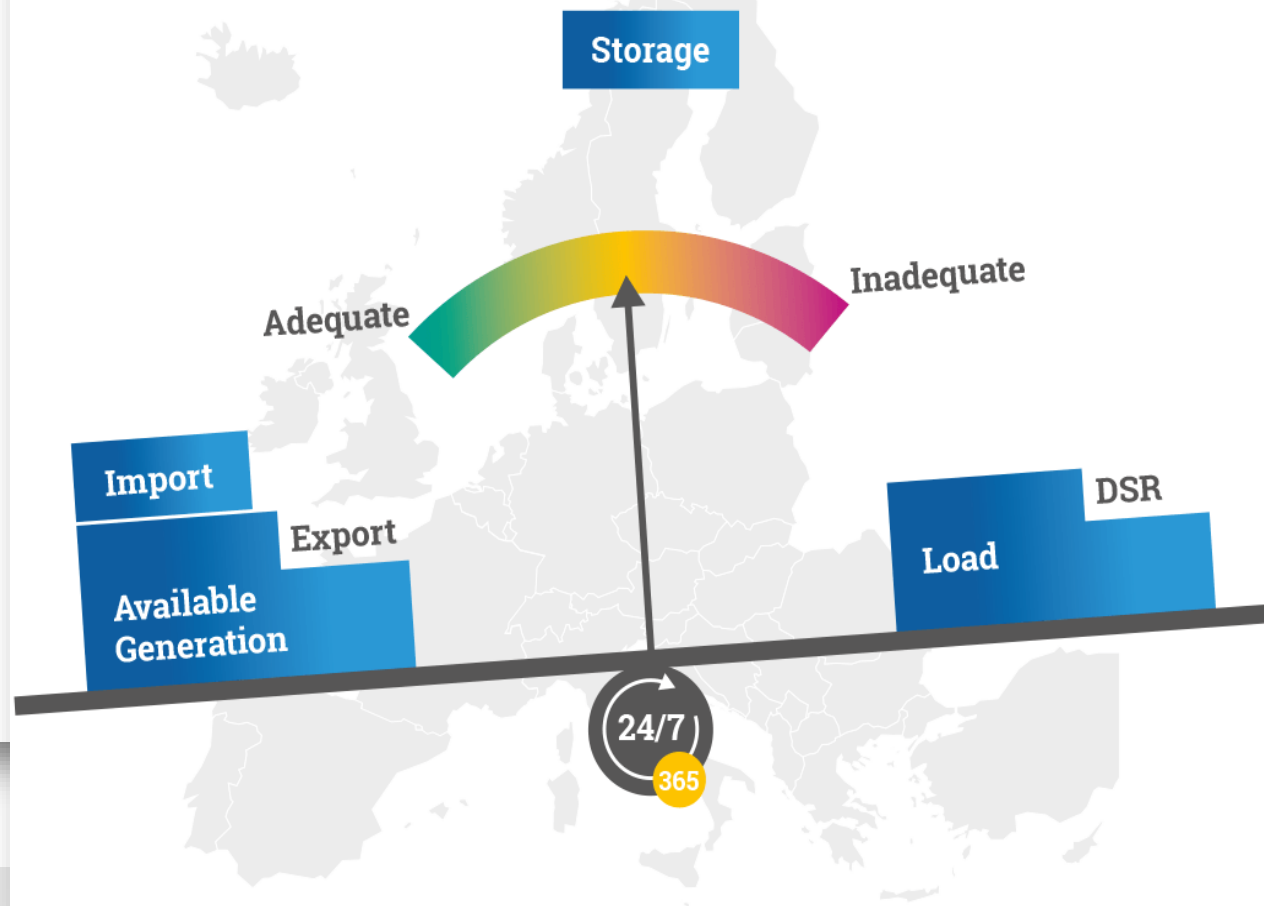 Storage
Adequate
Inadequate
Import
Export
Available
Generation
DSR
Load
24/7
365